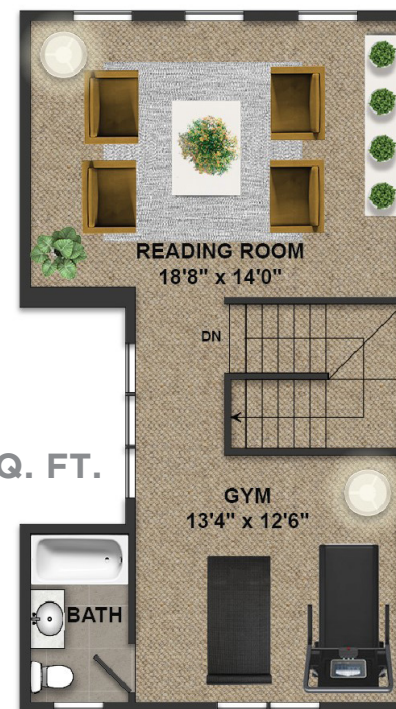 READING ROOM
18'8" x 14'0"
DN
Q. FT.
GYM
13'4" x 12'6"
BATH